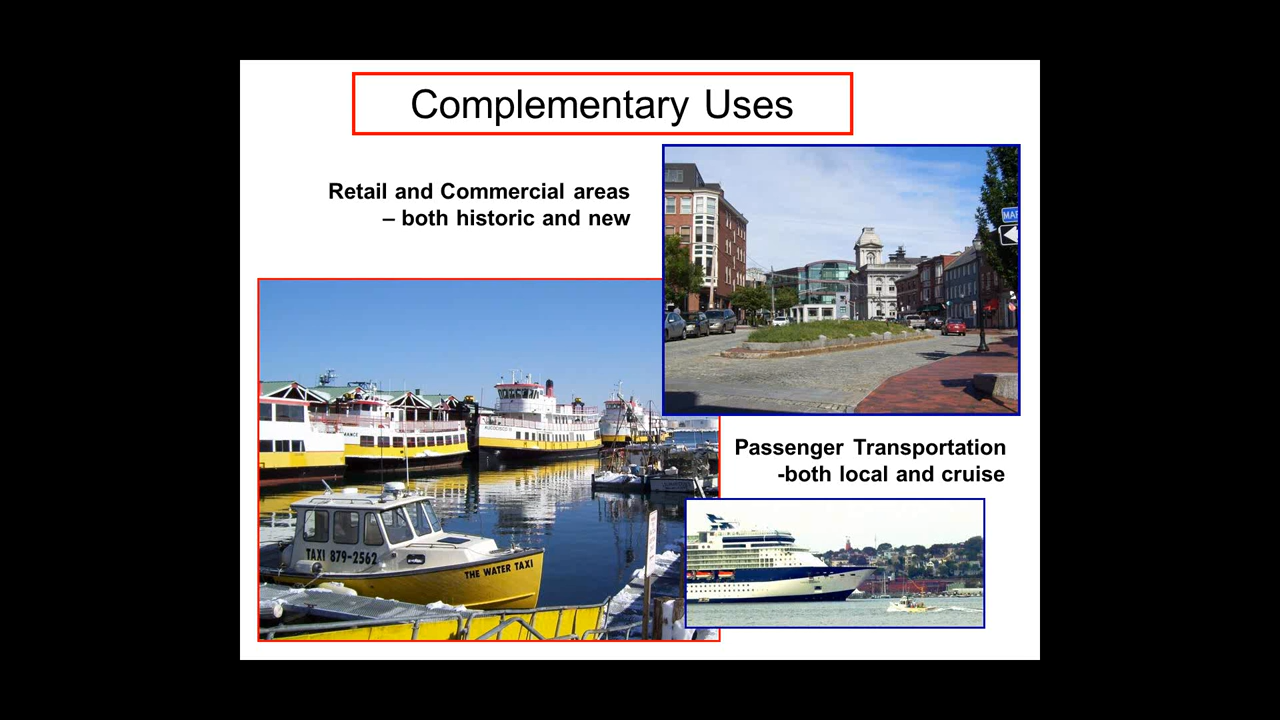 Complementary Uses
Retail and Commercial areas
– both historic and new
MAR
Passenger Transportation
-both local and cruise
TAXI 879-2562
THE WATER TAXI